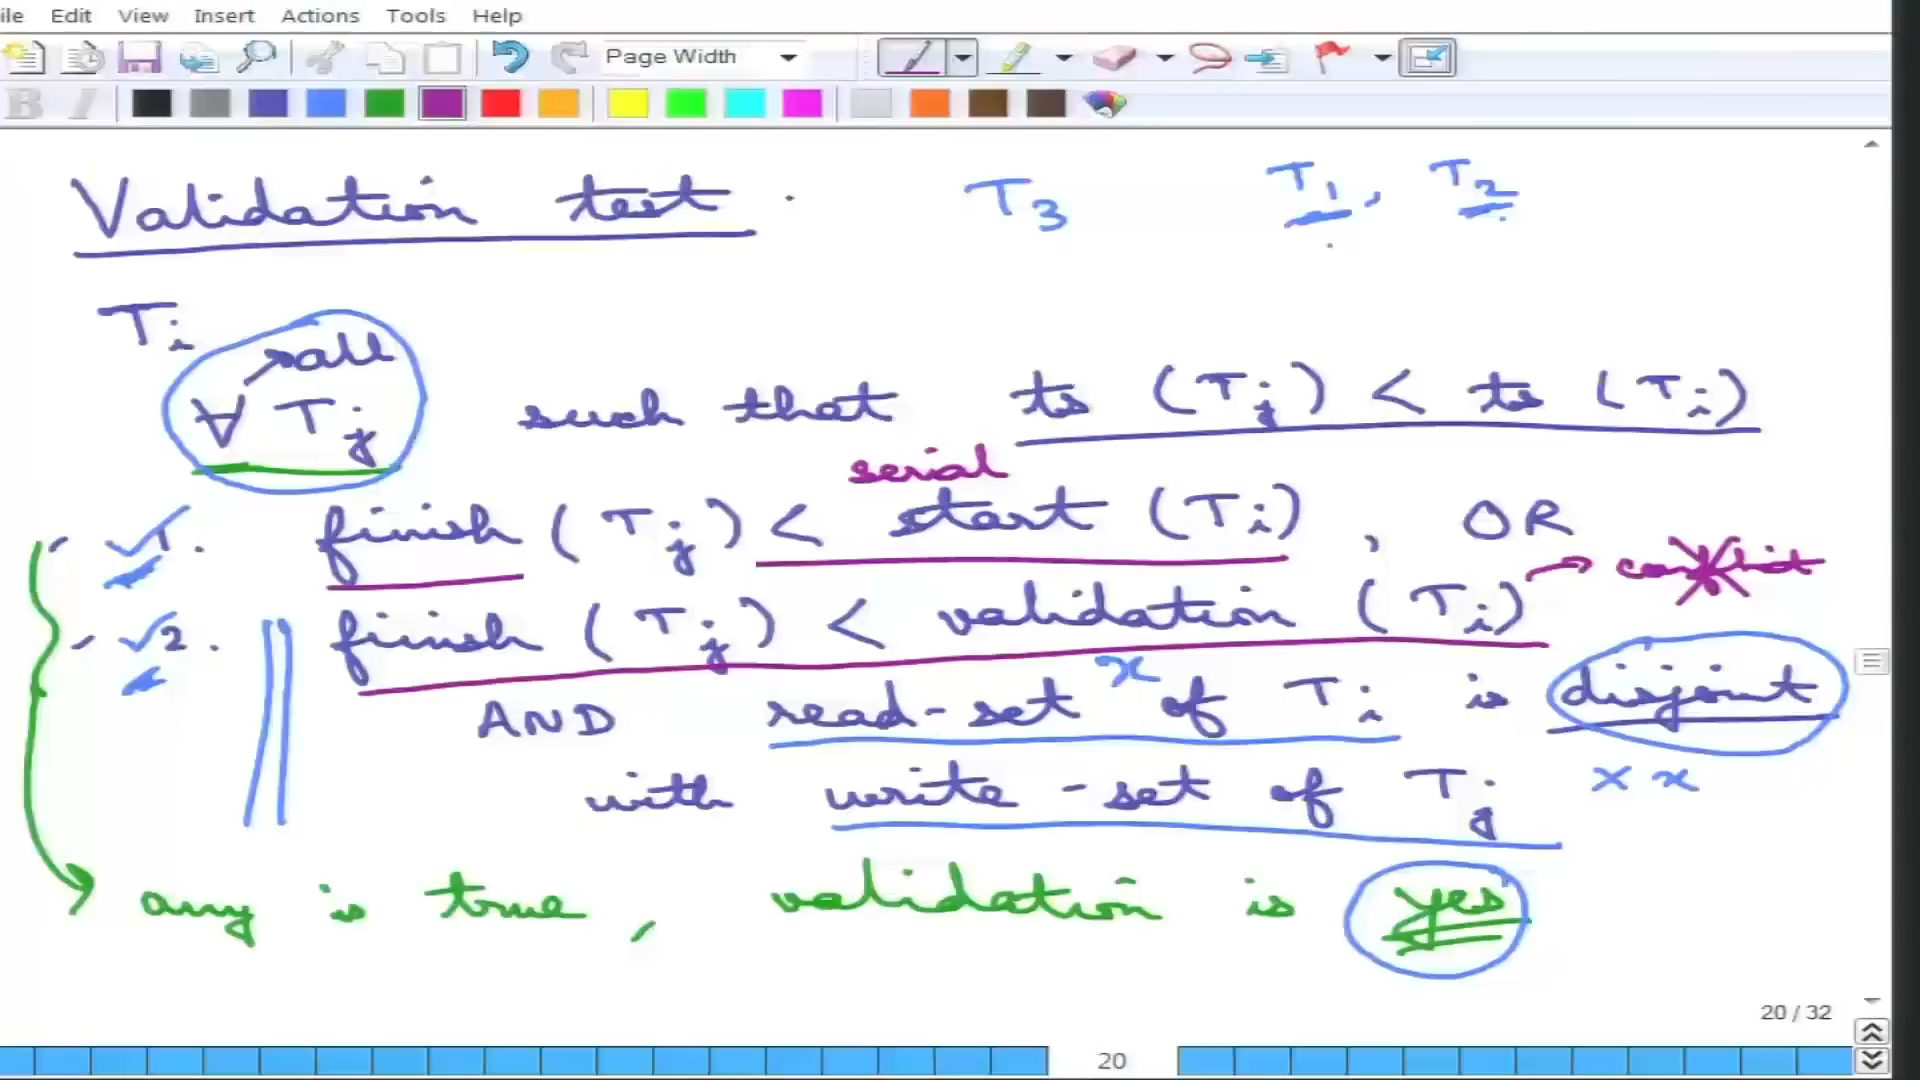 ile Edit View Insert Actions Tools Help
Page Width
B I
Validation test . T3 T1, T2
Ti
all
∀ Tj such that ts (Tj) < ts (Ti)
serial
1. finish (Tj) < start (Ti), OR
conflict
2. finish (Tj) < validation (Ti)
x
AND read-set of Ti is disjoint
with write-set of Tj x x
any is true, validation is yes
20 / 32
20